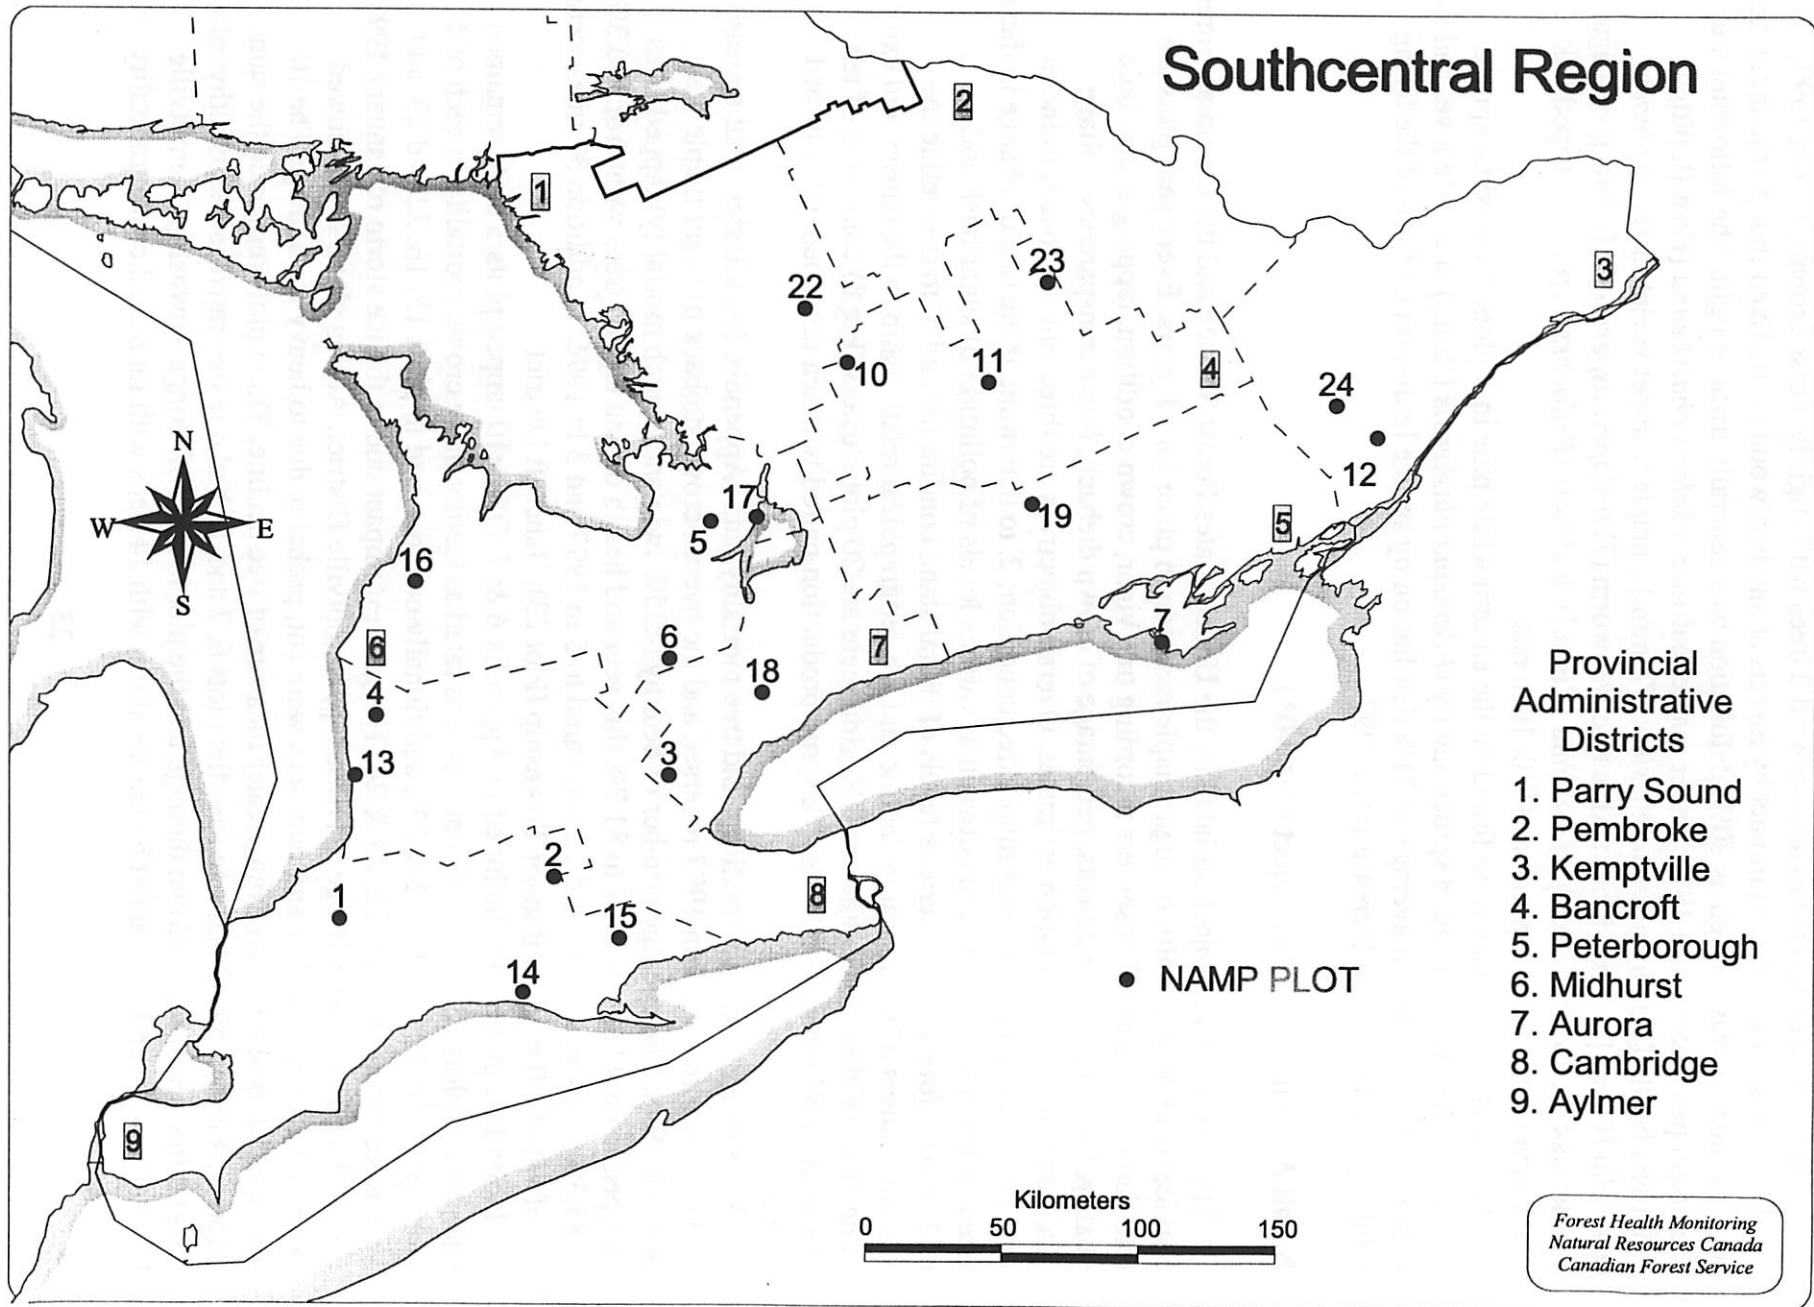 Southcentral Region
2
1
3
23
22
11
10
4
24
12
17
5
19
5
16
7
6
6
7
18
4
13
3
2
1
8
15
14
9
N
W
E
S
Provincial
Administrative
Districts
1. Parry Sound
2. Pembroke
3. Kemptville
4. Bancroft
5. Peterborough
6. Midhurst
7. Aurora
8. Cambridge
9. Aylmer
NAMP PLOT
Kilometers
0 50 100 150
Forest Health Monitoring
Natural Resources Canada
Canadian Forest Service